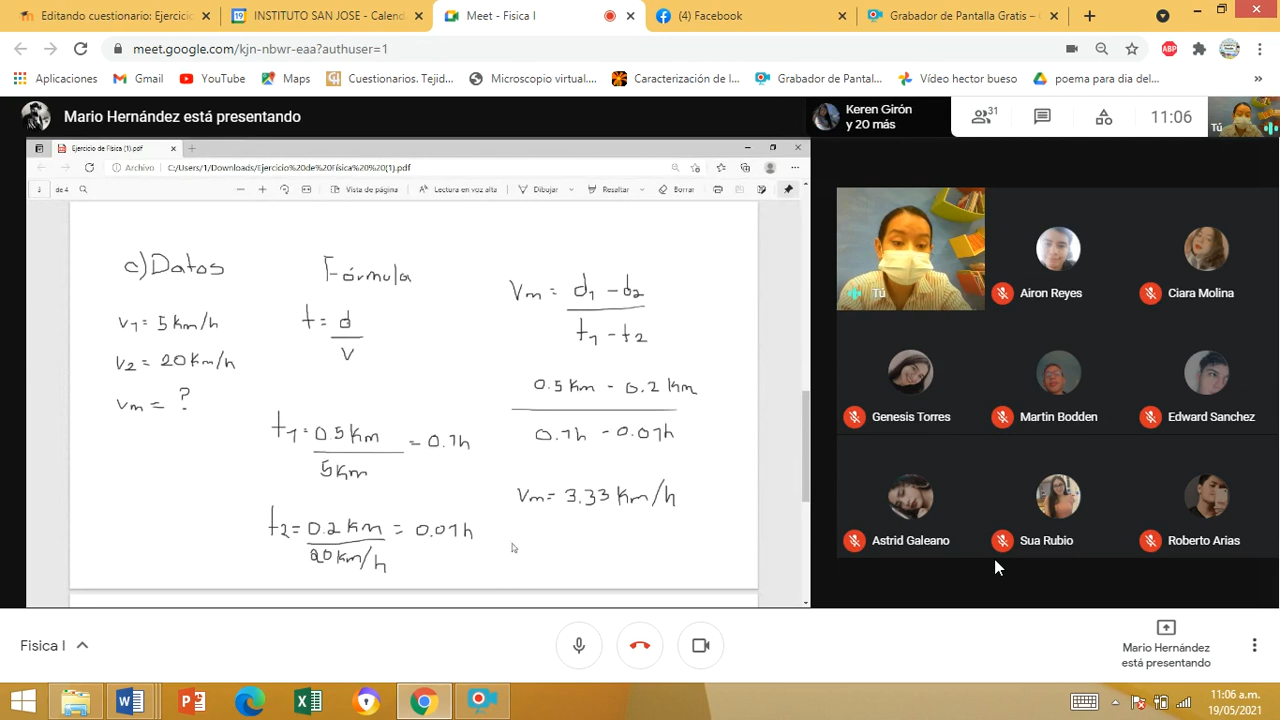 Editando cuestionario: Ejercicio
INSTITUTO SAN JOSE - Calend
Meet - Fisica I
(4) Facebook
Grabador de Pantalla Gratis –
meet.google.com/kjn-nbwr-eaa?authuser=1
Aplicaciones
Gmail
YouTube
Maps
Cuestionarios. Tejid...
Microscopio virtual....
Caracterización de l...
Grabador de Pantal...
Vídeo hector bueso
poema para dia del...
»
Mario Hernández está presentando
Keren Girón
y 20 más
31
11:06
Tú
Ejercicio de Física (1).pdf
Archivo
C:/Users/1/Downloads/Ejercicio%20de%20Física%20%20(1).pdf
3 de 4
Vista de página
Lectura en voz alta
Dibujar
Resaltar
Borrar
c) Datos
v1 = 5 km/h
v2 = 20 km/h
vm = ?
Fórmula
t = d
v
t1 = 0.5 km = 0.1h
5 km
t2 = 0.2 km = 0.01h
20 km/h
Vm = d1 - d2
t1 - t2
0.5 km - 0.2 km
0.1h - 0.01h
Vm = 3.33 km/h
Tú
Airon Reyes
Ciara Molina
Genesis Torres
Martin Bodden
Edward Sanchez
Astrid Galeano
Sua Rubio
Roberto Arias
Fisica I
Mario Hernández
está presentando
11:06 a.m.
19/05/2021